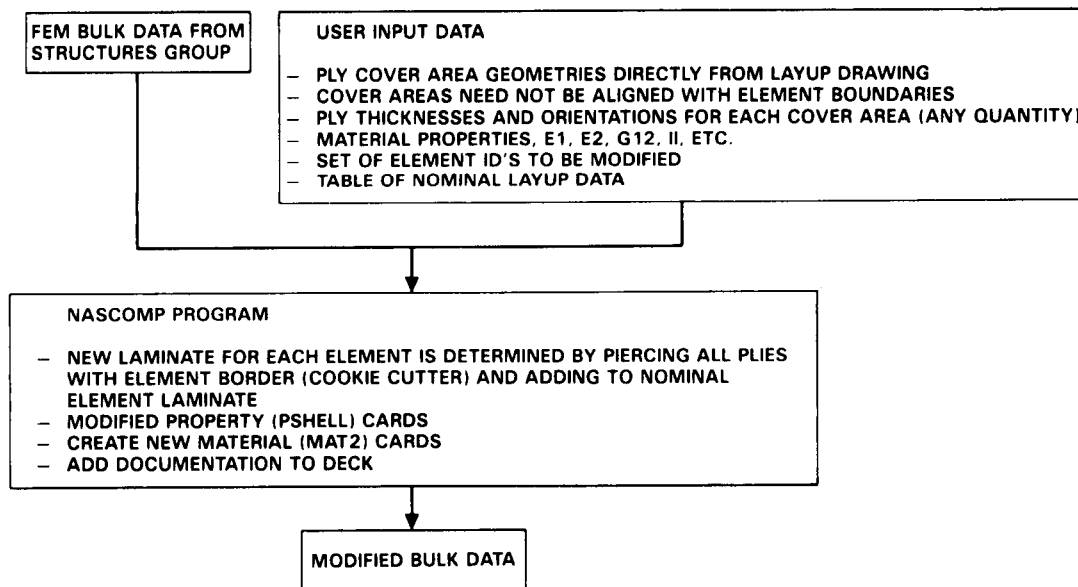 FEM BULK DATA FROM
STRUCTURES GROUP
USER INPUT DATA
– PLY COVER AREA GEOMETRIES DIRECTLY FROM LAYUP DRAWING
– COVER AREAS NEED NOT BE ALIGNED WITH ELEMENT BOUNDARIES
– PLY THICKNESSES AND ORIENTATIONS FOR EACH COVER AREA (ANY QUANTITY)
– MATERIAL PROPERTIES, E1, E2, G12, II, ETC.
– SET OF ELEMENT ID'S TO BE MODIFIED
– TABLE OF NOMINAL LAYUP DATA
NASCOMP PROGRAM
– NEW LAMINATE FOR EACH ELEMENT IS DETERMINED BY PIERCING ALL PLIES
WITH ELEMENT BORDER (COOKIE CUTTER) AND ADDING TO NOMINAL
ELEMENT LAMINATE
– MODIFIED PROPERTY (PSHELL) CARDS
– CREATE NEW MATERIAL (MAT2) CARDS
– ADD DOCUMENTATION TO DECK
MODIFIED BULK DATA